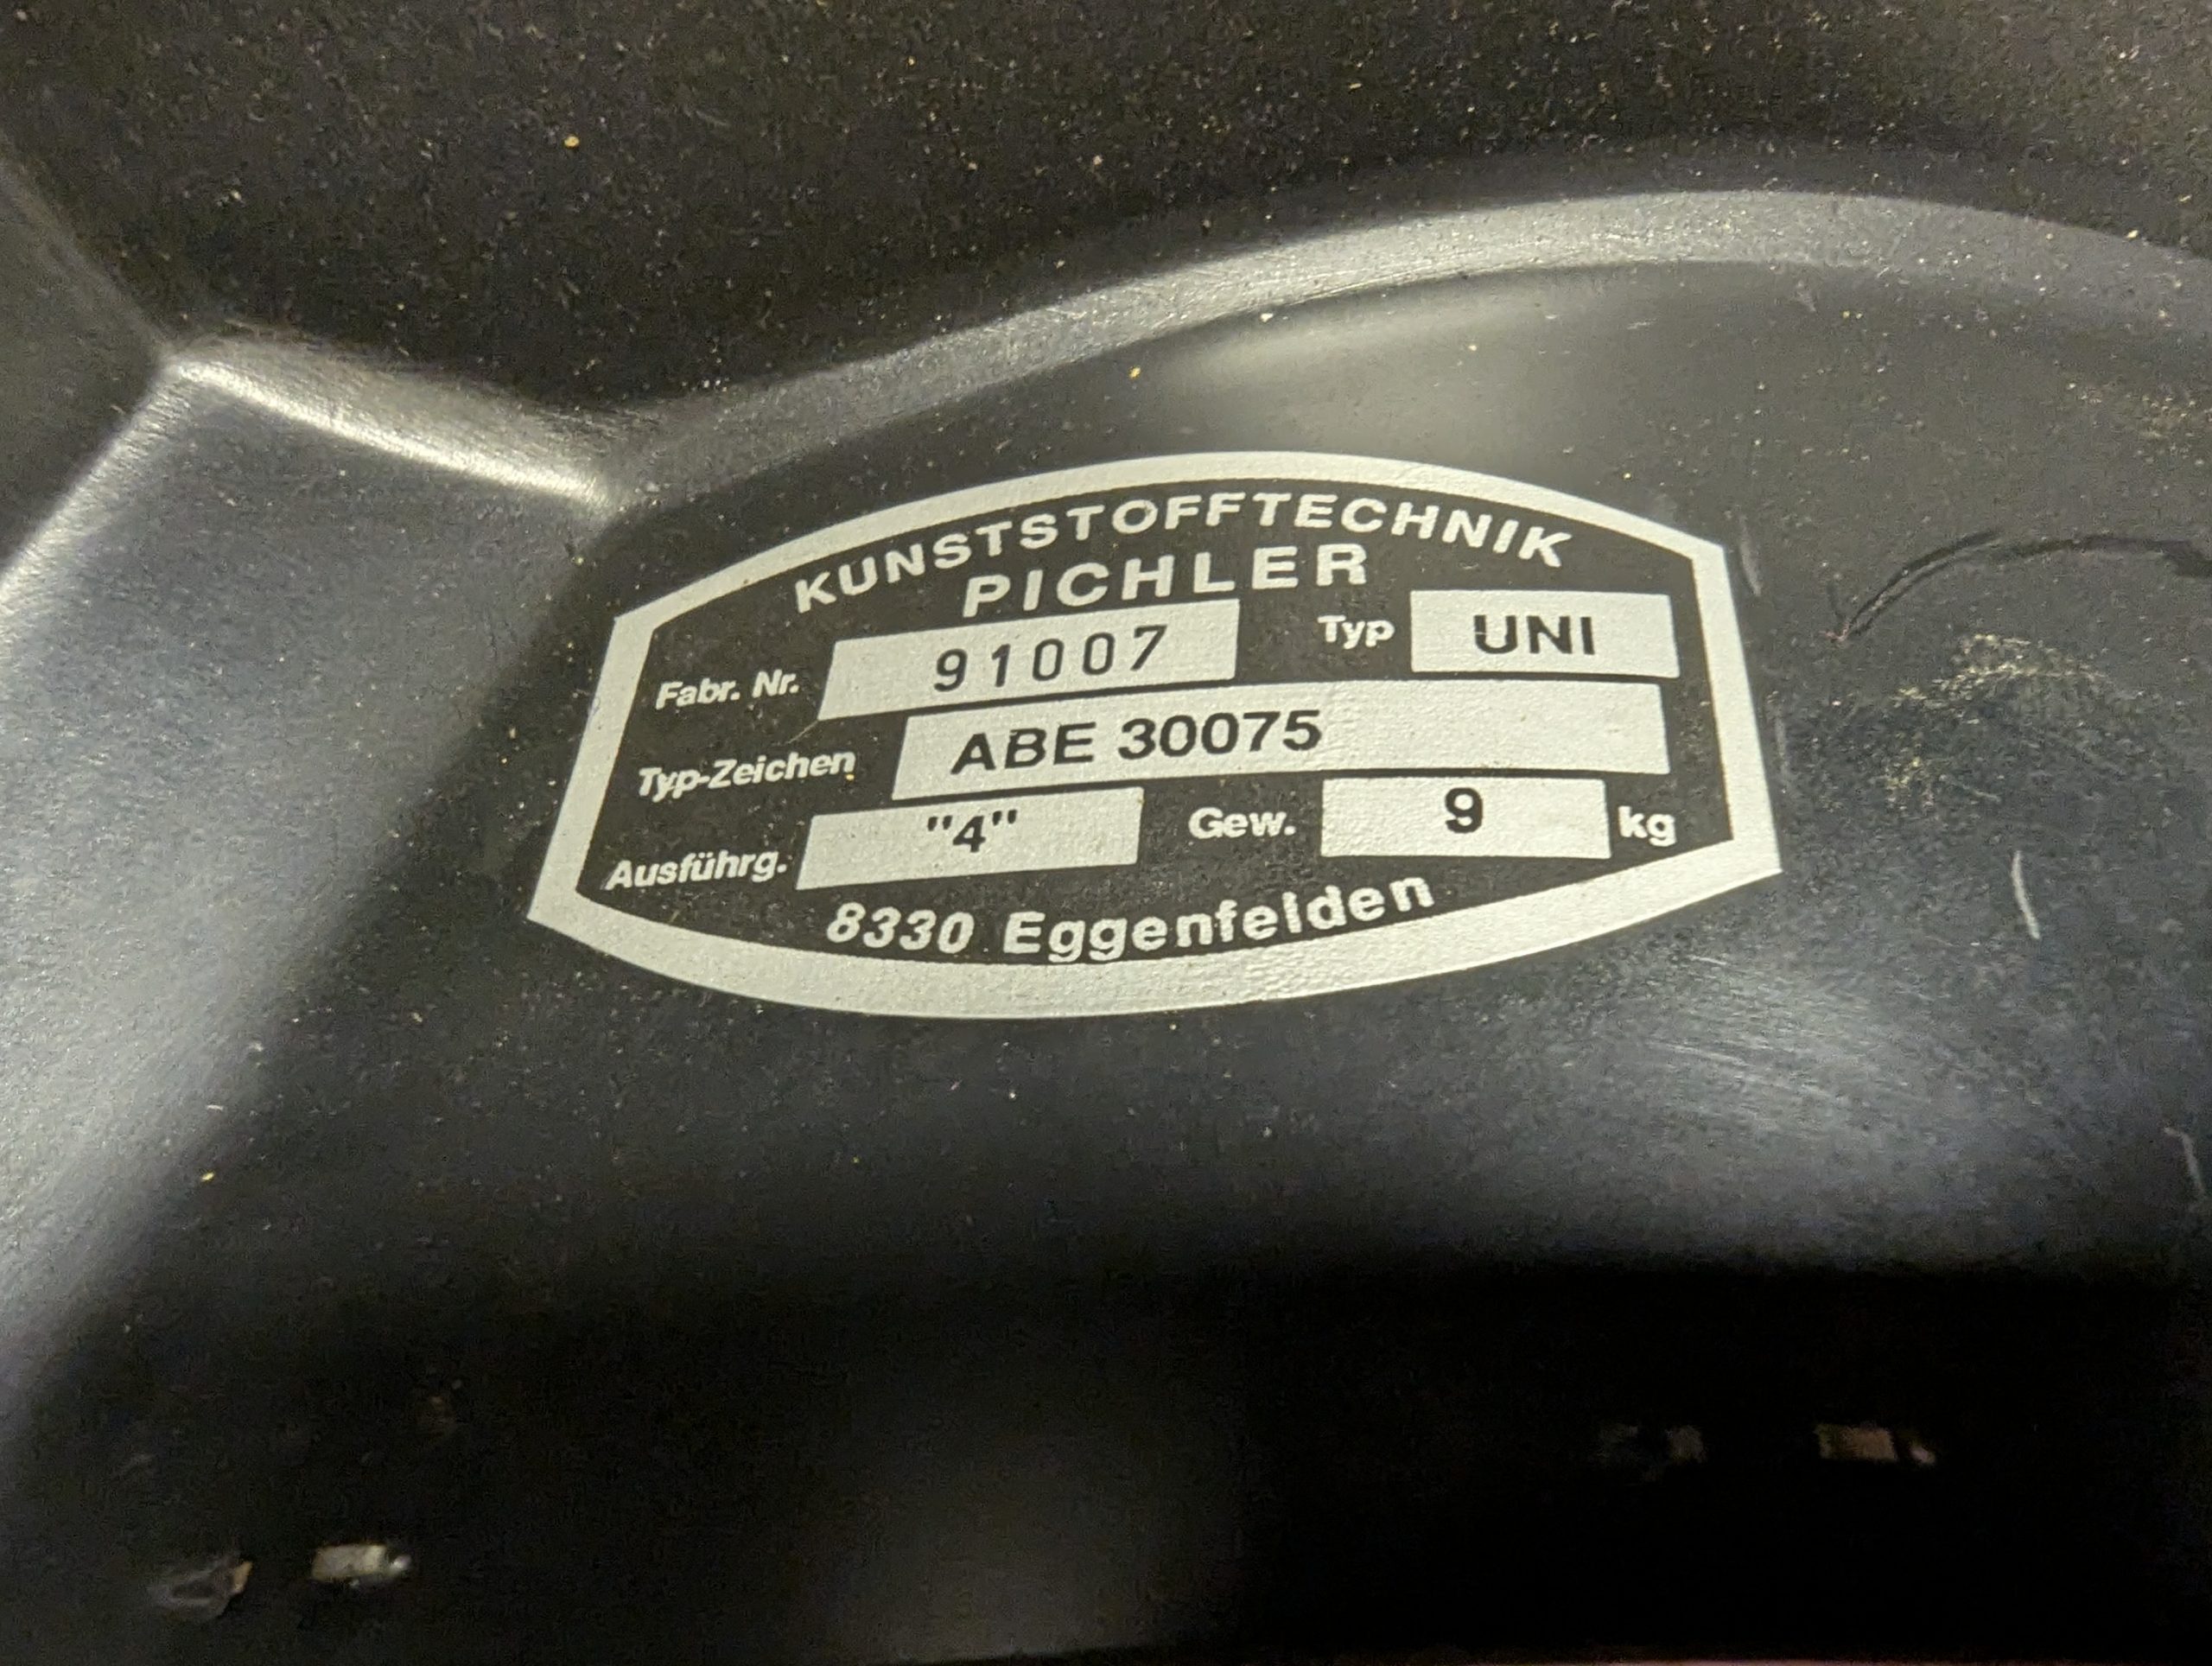 KUNSTSTOFFTECHNIK
PICHLER
Fabr. Nr. 91007 Typ UNI
Typ-Zeichen ABE 30075
Ausführg. "4" Gew. 9 kg
8330 Eggenfelden